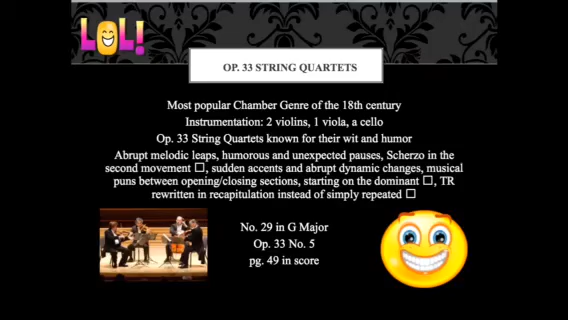 LOL!
OP. 33 STRING QUARTETS
Most popular Chamber Genre of the 18th century
Instrumentation: 2 violins, 1 viola, a cello
Op. 33 String Quartets known for their wit and humor
Abrupt melodic leaps, humorous and unexpected pauses, Scherzo in the
second movement ☐, sudden accents and abrupt dynamic changes, musical
puns between opening/closing sections, starting on the dominant ☐, TR
rewritten in recapitulation instead of simply repeated ☐
No. 29 in G Major
Op. 33 No. 5
pg. 49 in score